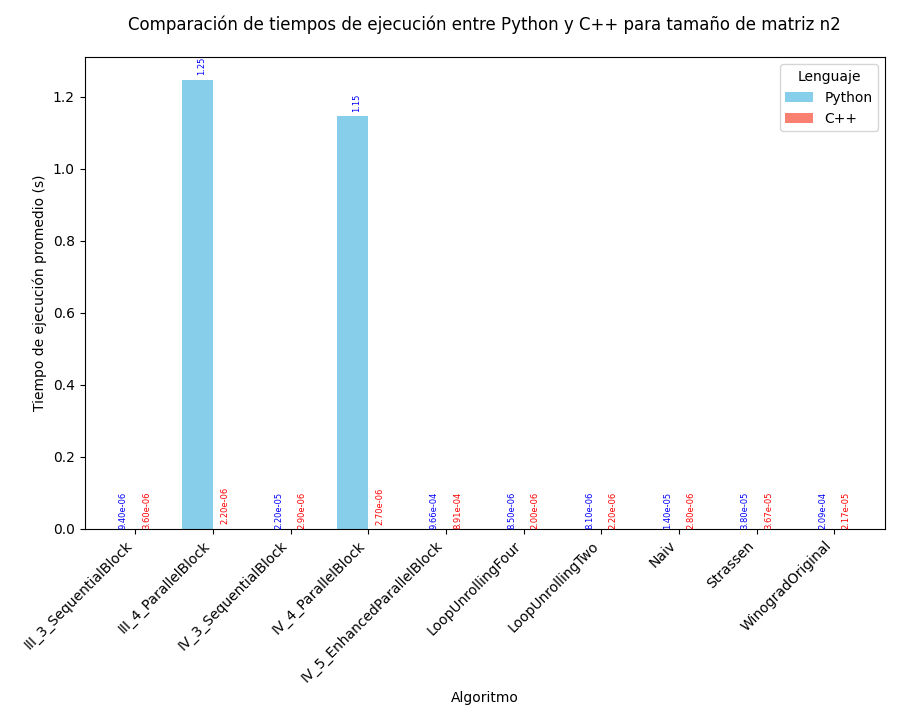 Comparación de tiempos de ejecución entre Python y C++ para tamaño de matriz n2
Lenguaje
Python
C++
Tiempo de ejecución promedio (s)
1.2
1.0
0.8
0.6
0.4
0.2
0.0
9.40e-06
3.60e-06
1.25
2.20e-06
2.20e-05
2.90e-06
1.15
2.70e-06
9.66e-04
8.91e-04
8.50e-06
2.00e-06
8.10e-06
2.20e-06
1.40e-05
2.80e-06
3.80e-05
3.67e-05
2.09e-04
2.17e-05
III_3_SequentialBlock
III_4_ParallelBlock
IV_3_SequentialBlock
IV_4_ParallelBlock
IV_5_EnhancedParallelBlock
LoopUnrollingFour
LoopUnrollingTwo
Naiv
Strassen
WinogradOriginal
Algoritmo